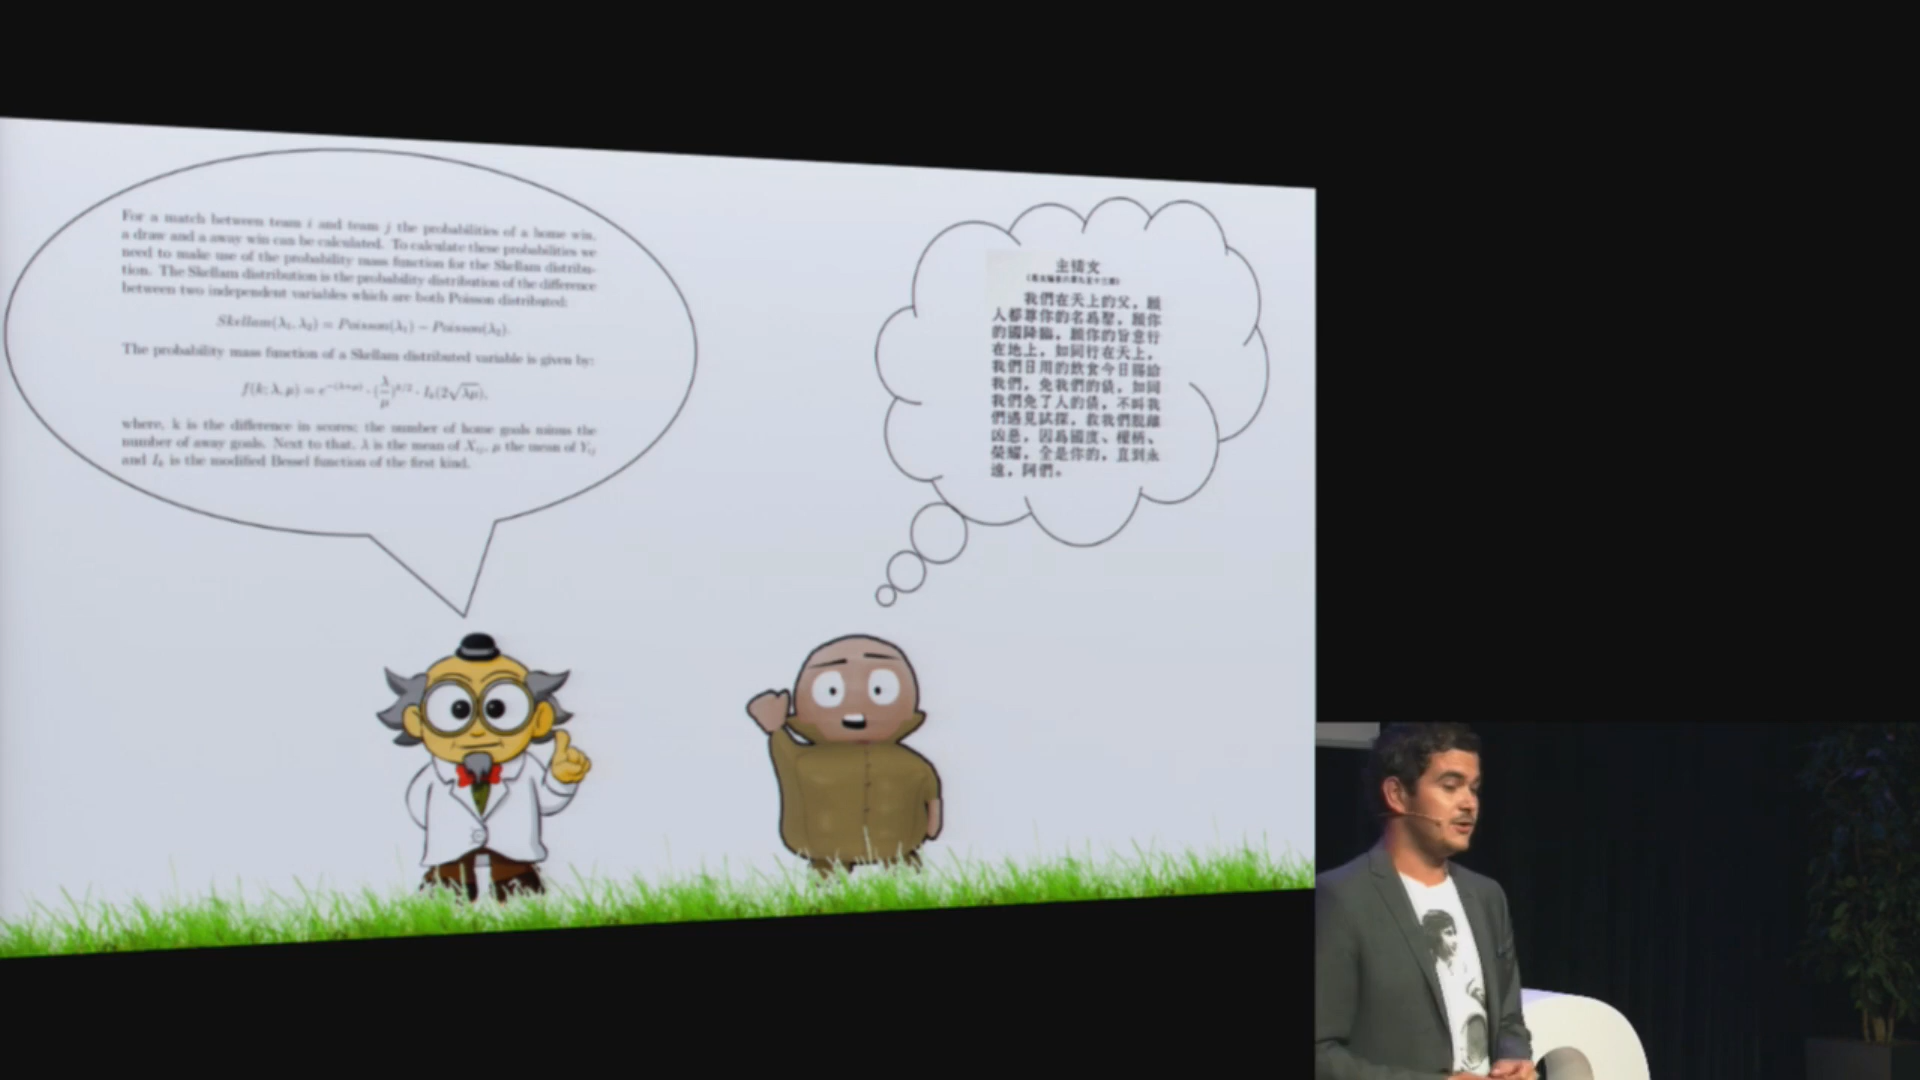 For a match between team i and team j the probabilities of a home win,
a draw and a away win can be calculated. To calculate these probabilities we
need to make use of the probability mass function for the Skellam distribu-
tion. The Skellam distribution is the probability distribution of the difference
between two independent variables which are both Poisson distributed:
Skellam(λ₁, λ₂) = Poisson(λ₁) − Poisson(λ₂).
The probability mass function of a Skellam distributed variable is given by:
f(k; λ, μ) = e^{−(λ+μ)} · (λ/μ)^{k/2} · I_k(2√λμ),
where, k is the difference in scores; the number of home goals minus the
number of away goals. Next to that, λ is the mean of X_{ij}, μ the mean of Y_{ij}
and I_k is the modified Bessel function of the first kind.
主禱文
我們在天上的父，願
人都尊你的名爲聖，願你
的國降臨，願你的旨意行
在地上，如同行在天上，
我們日用的飲食今日賜給
我們，免我們的債，如同
我們免了人的債，不叫我
們遇見試探，救我們脫離
凶惡，因爲國度、權柄、
榮耀，全是你的，直到永
遠，阿們。